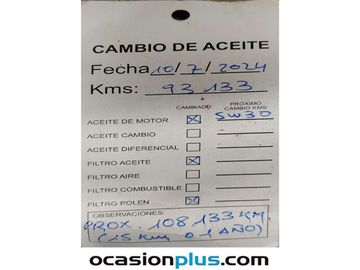 CAMBIO DE ACEITE
Fecha 10/7/2024
Kms: 93 133
CAMBIADO PRÓXIMO CAMBIO KMS
ACEITE DE MOTOR 5W30
ACEITE CAMBIO
ACEITE DIFERENCIAL
FILTRO ACEITE
FILTRO AIRE
FILTRO COMBUSTIBLE
FILTRO POLEN
OBSERVACIONES:
PROX. 108.133 KM.
(15 Km o 1 AÑO)
ocasionplus.com